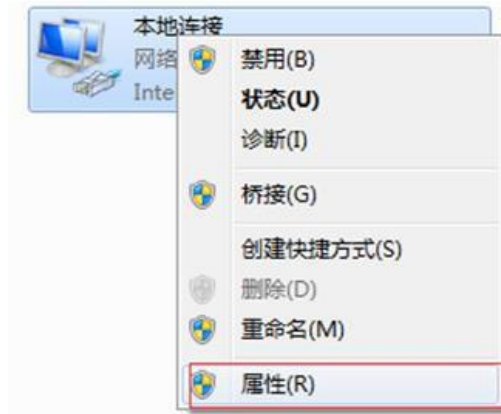 本地连接
网络
Inte
禁用(B)
状态(U)
诊断(I)
桥接(G)
创建快捷方式(S)
删除(D)
重命名(M)
属性(R)